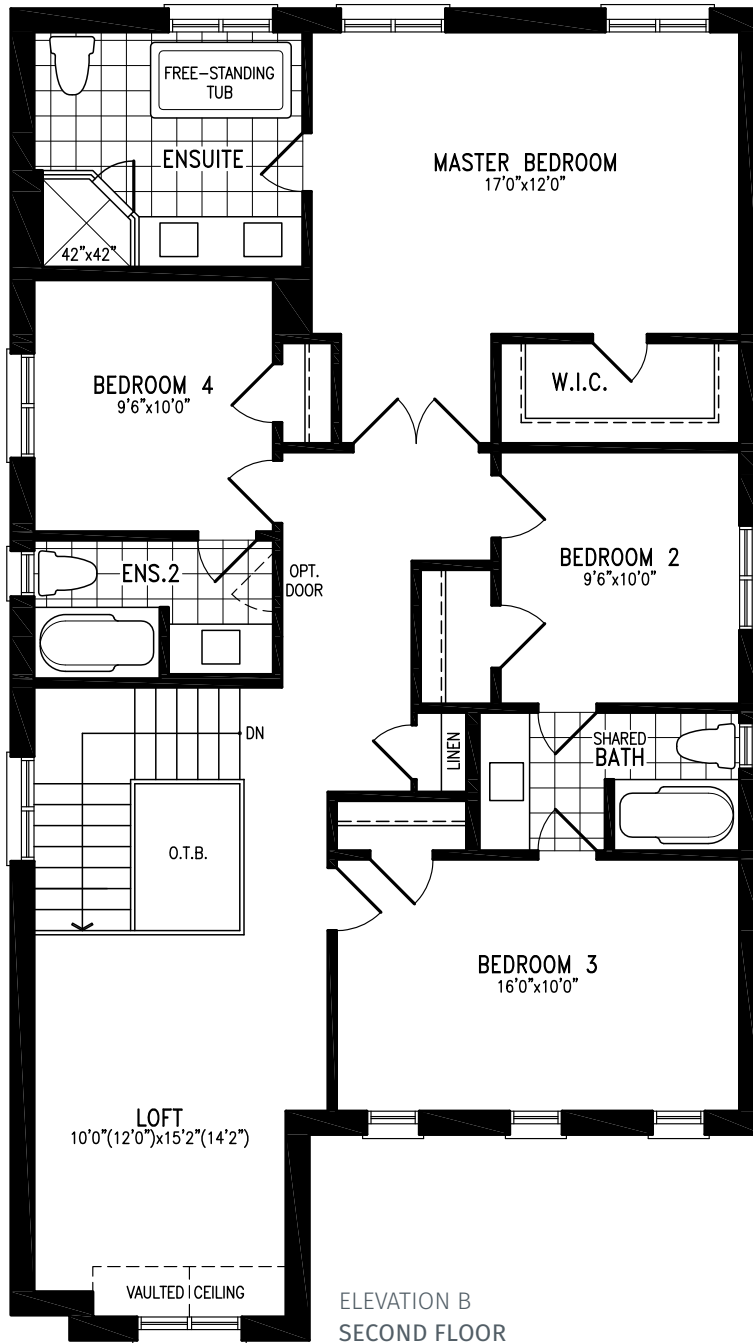 FREE-STANDING
TUB
ENSUITE
MASTER BEDROOM
17'0"x12'0"
42"x42"
BEDROOM 4
9'6"x10'0"
W.I.C.
ENS.2
OPT.
DOOR
BEDROOM 2
9'6"x10'0"
DN
LINEN
SHARED
BATH
O.T.B.
BEDROOM 3
16'0"x10'0"
LOFT
10'0"(12'0")x15'2"(14'2")
VAULTED CEILING
ELEVATION B
SECOND FLOOR